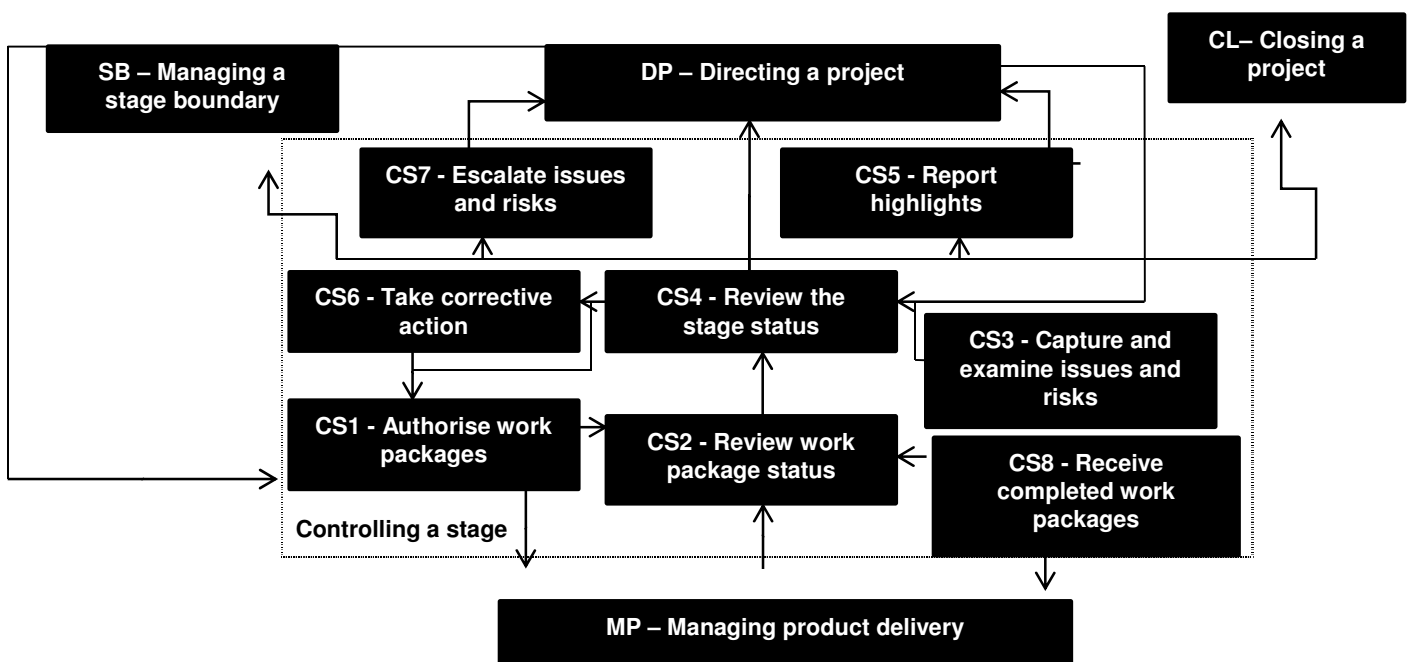 SB – Managing a
stage boundary
DP – Directing a project
CL– Closing a
project
CS7 - Escalate issues
and risks
CS5 - Report
highlights
CS6 - Take corrective
action
CS4 - Review the
stage status
CS3 - Capture and
examine issues and
risks
CS1 - Authorise work
packages
CS2 - Review work
package status
CS8 - Receive
completed work
packages
Controlling a stage
MP – Managing product delivery